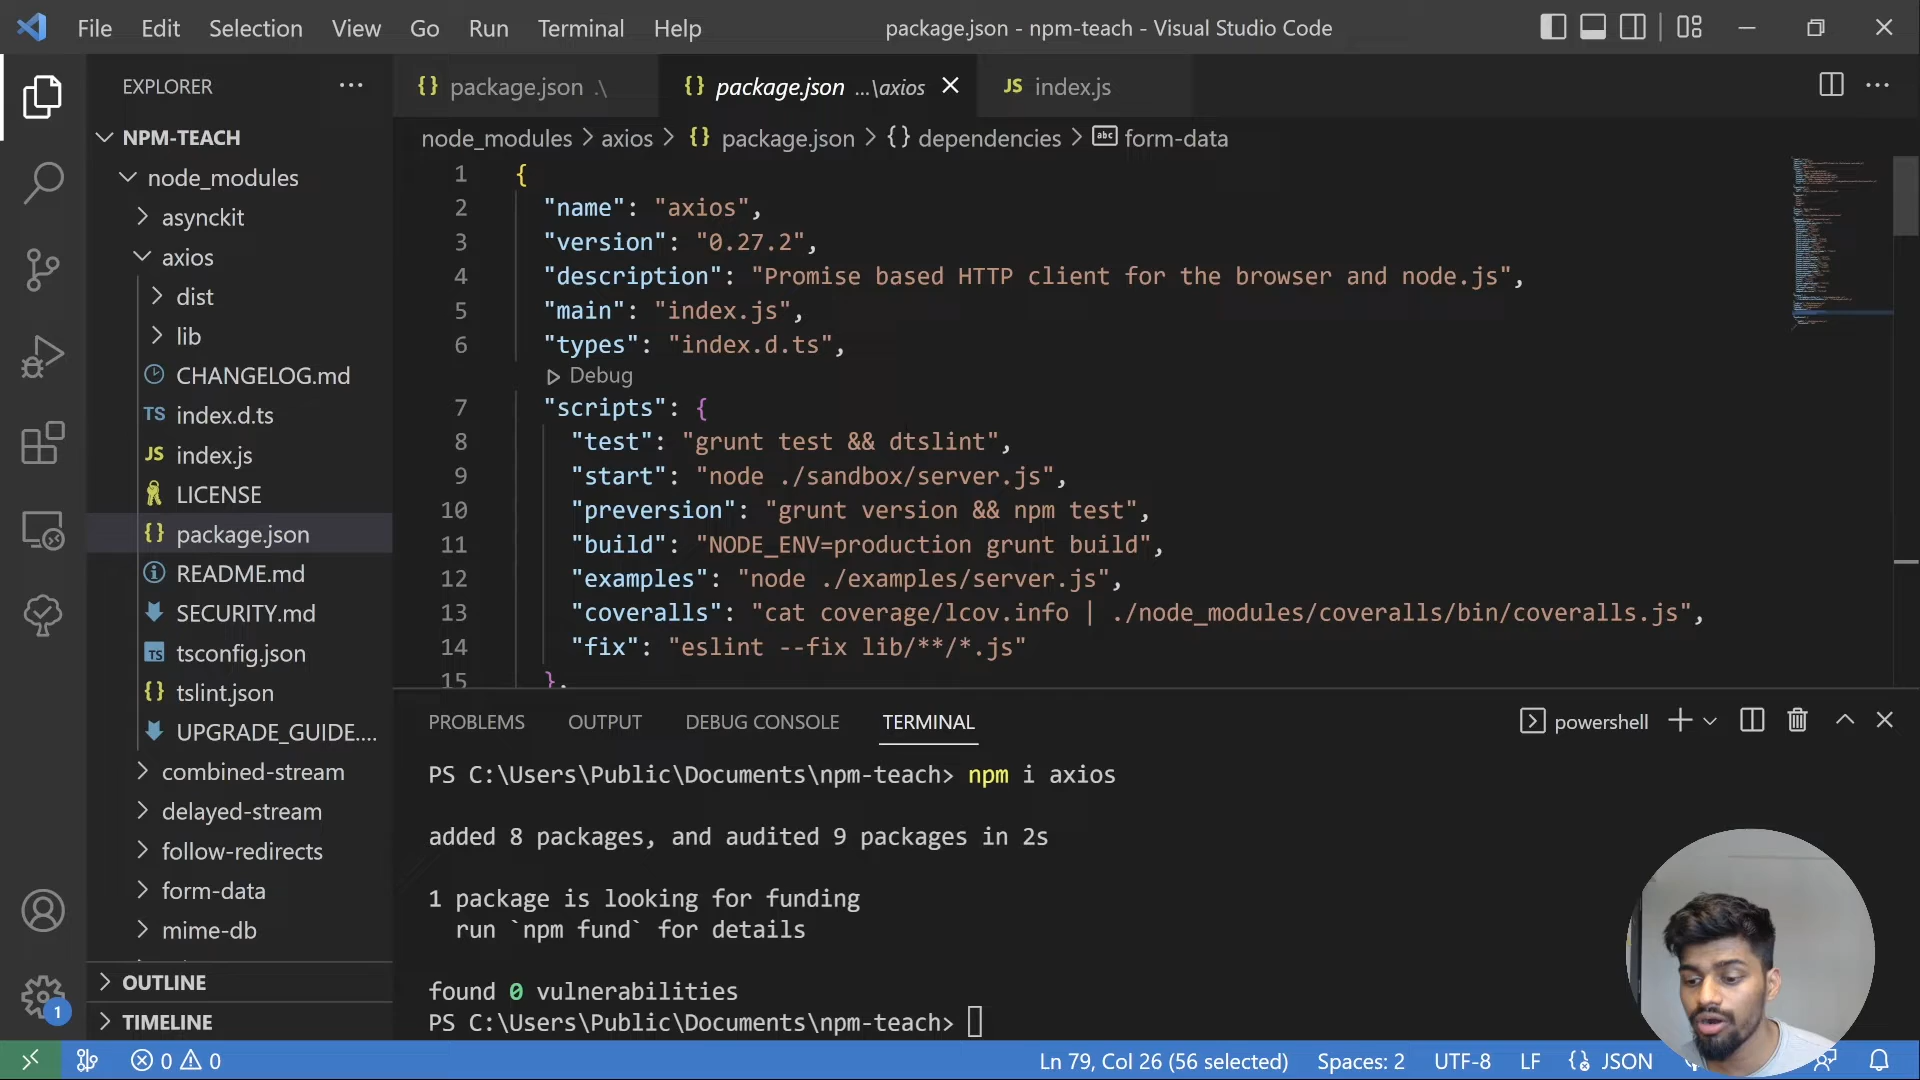 File Edit Selection View Go Run Terminal Help
package.json - npm-teach - Visual Studio Code
EXPLORER
NPM-TEACH
node_modules
asynckit
axios
dist
lib
CHANGELOG.md
TS index.d.ts
JS index.js
LICENSE
{} package.json
README.md
SECURITY.md
TS tsconfig.json
{} tslint.json
UPGRADE_GUIDE....
combined-stream
delayed-stream
follow-redirects
form-data
mime-db
OUTLINE
TIMELINE
{} package.json .\
{} package.json ...\axios
JS index.js
node_modules > axios > {} package.json > {} dependencies > abc form-data
1 {
2 "name": "axios",
3 "version": "0.27.2",
4 "description": "Promise based HTTP client for the browser and node.js",
5 "main": "index.js",
6 "types": "index.d.ts",
Debug
7 "scripts": {
8 "test": "grunt test && dtslint",
9 "start": "node ./sandbox/server.js",
10 "preversion": "grunt version && npm test",
11 "build": "NODE_ENV=production grunt build",
12 "examples": "node ./examples/server.js",
13 "coveralls": "cat coverage/lcov.info | ./node_modules/coveralls/bin/coveralls.js",
14 "fix": "eslint --fix lib/**/*.js"
15 },
PROBLEMS OUTPUT DEBUG CONSOLE TERMINAL
powershell
PS C:\Users\Public\Documents\npm-teach> npm i axios
added 8 packages, and audited 9 packages in 2s
1 package is looking for funding
run `npm fund` for details
found 0 vulnerabilities
PS C:\Users\Public\Documents\npm-teach>
1
0 0
Ln 79, Col 26 (56 selected) Spaces: 2 UTF-8 LF {} JSON